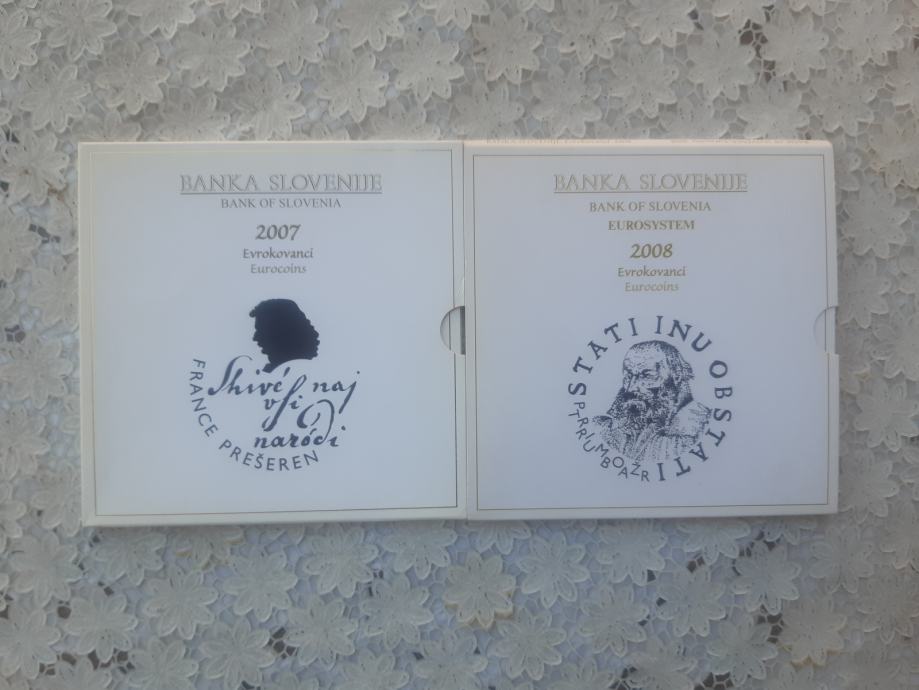 BANKA SLOVENIJE
BANK OF SLOVENIA
2007
Evrokovanci
Eurocoins
Shivé naj
vſi
naródi
FRANCE PREŠEREN
BANKA SLOVENIJE
BANK OF SLOVENIA
EUROSYSTEM
2008
Evrokovanci
Eurocoins
STATI INU OBSTATI
PRIMOŽ
TRUBAR